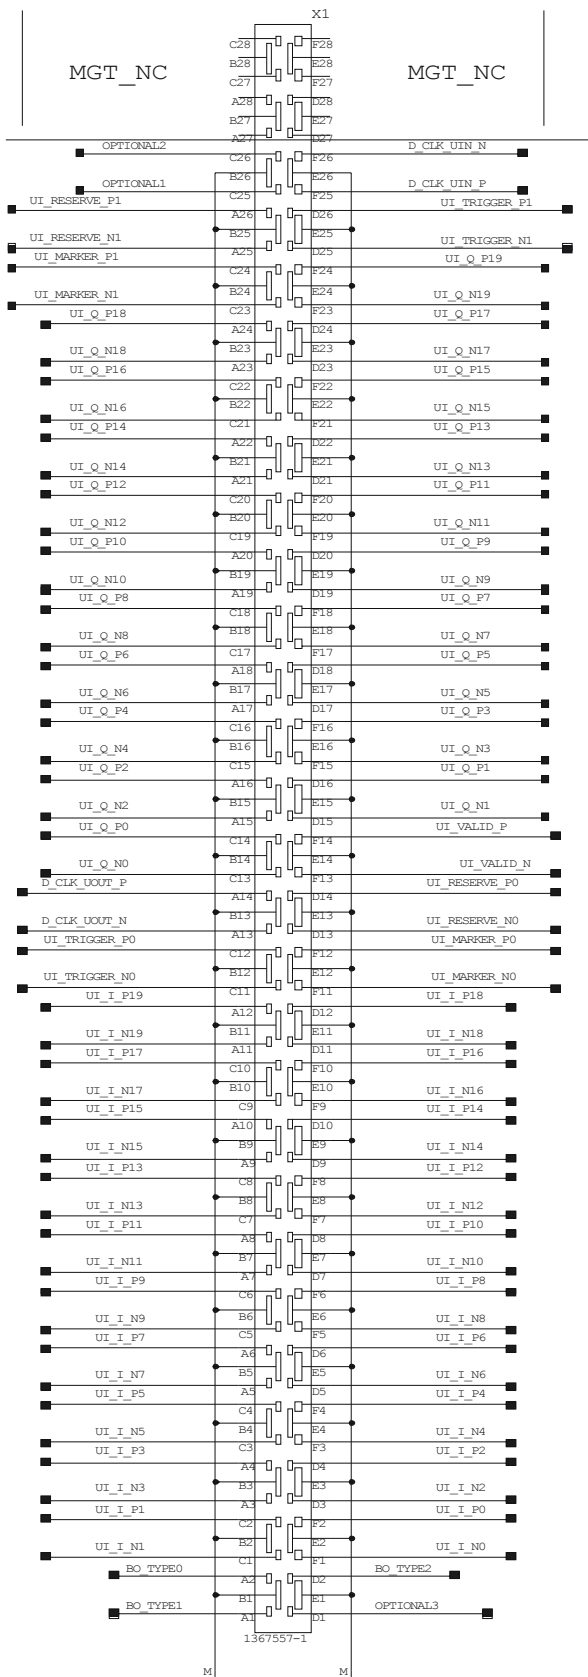 X1
C28 F28
B28 E28
MGT_NC MGT_NC
C27 F27
A28 D28
B27 E27
A27 D27
OPTIONAL2 D_CLK_UIN_N
C26 F26
B26 E26
OPTIONAL1 D_CLK_UIN_P
C25 F25
UI_RESERVE_P1 UI_TRIGGER_P1
A26 D26
B25 E25
UI_RESERVE_N1 UI_TRIGGER_N1
A25 D25
UI_MARKER_P1 UI_Q_P19
C24 F24
B24 E24
UI_MARKER_N1 UI_Q_N19
C23 F23
UI_Q_P18 UI_Q_P17
A24 D24
B23 E23
UI_Q_N18 UI_Q_N17
A23 D23
UI_Q_P16 UI_Q_P15
C22 F22
B22 E22
UI_Q_N16 UI_Q_N15
C21 F21
UI_Q_P14 UI_Q_P13
A22 D22
B21 E21
UI_Q_N14 UI_Q_N13
A21 D21
UI_Q_P12 UI_Q_P11
C20 F20
B20 E20
UI_Q_N12 UI_Q_N11
C19 F19
UI_Q_P10 UI_Q_P9
A20 D20
B19 E19
UI_Q_N10 UI_Q_N9
A19 D19
UI_Q_P8 UI_Q_P7
C18 F18
B18 E18
UI_Q_N8 UI_Q_N7
C17 F17
UI_Q_P6 UI_Q_P5
A18 D18
B17 E17
UI_Q_N6 UI_Q_N5
A17 D17
UI_Q_P4 UI_Q_P3
C16 F16
B16 E16
UI_Q_N4 UI_Q_N3
C15 F15
UI_Q_P2 UI_Q_P1
A16 D16
B15 E15
UI_Q_N2 UI_Q_N1
A15 D15
UI_Q_P0 UI_VALID_P
C14 F14
B14 E14
UI_Q_N0 UI_VALID_N
C13 F13
D_CLK_UOUT_P UI_RESERVE_P0
A14 D14
B13 E13
D_CLK_UOUT_N UI_RESERVE_N0
A13 D13
UI_TRIGGER_P0 UI_MARKER_P0
C12 F12
B12 E12
UI_TRIGGER_N0 UI_MARKER_N0
C11 F11
UI_I_P19 UI_I_P18
A12 D12
B11 E11
UI_I_N19 UI_I_N18
A11 D11
UI_I_P17 UI_I_P16
C10 F10
B10 E10
UI_I_N17 UI_I_N16
C9 F9
UI_I_P15 UI_I_P14
A10 D10
B9 E9
UI_I_N15 UI_I_N14
A9 D9
UI_I_P13 UI_I_P12
C8 F8
B8 E8
UI_I_N13 UI_I_N12
C7 F7
UI_I_P11 UI_I_P10
A8 D8
B7 E7
UI_I_N11 UI_I_N10
A7 D7
UI_I_P9 UI_I_P8
C6 F6
B6 E6
UI_I_N9 UI_I_N8
C5 F5
UI_I_P7 UI_I_P6
A6 D6
B5 E5
UI_I_N7 UI_I_N6
A5 D5
UI_I_P5 UI_I_P4
C4 F4
B4 E4
UI_I_N5 UI_I_N4
C3 F3
UI_I_P3 UI_I_P2
A4 D4
B3 E3
UI_I_N3 UI_I_N2
A3 D3
UI_I_P1 UI_I_P0
C2 F2
B2 E2
UI_I_N1 UI_I_N0
C1 F1
BO_TYPE0 BO_TYPE2
A2 D2
B1 E1
BO_TYPE1 OPTIONAL3
A1 D1
1367557-1
M M